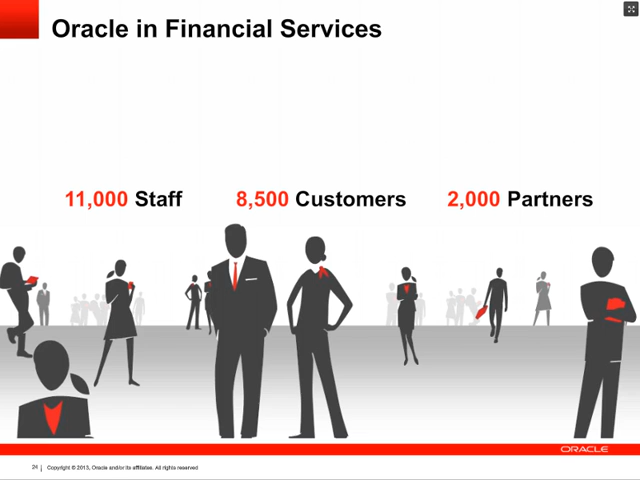 Oracle in Financial Services
11,000 Staff 8,500 Customers 2,000 Partners
ORACLE
24 | Copyright © 2013, Oracle and/or its affiliates. All rights reserved